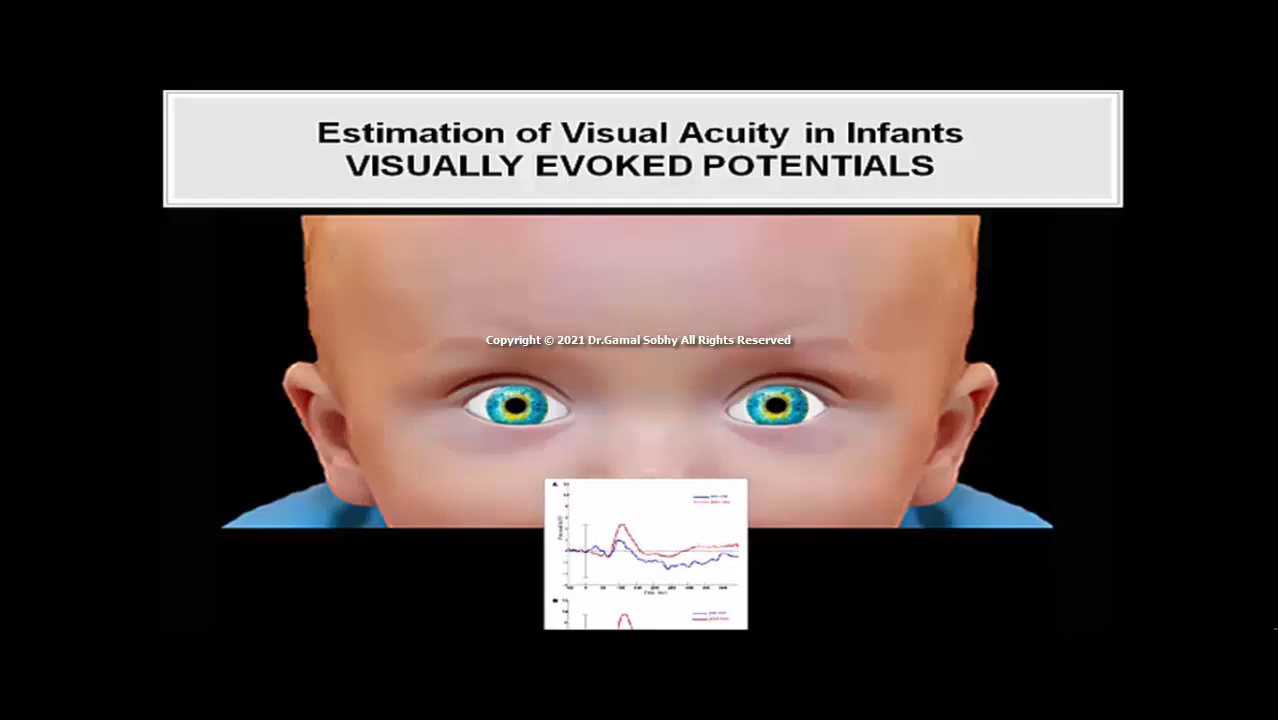 Estimation of Visual Acuity in Infants
VISUALLY EVOKED POTENTIALS
Copyright © 2021 Dr.Gamal Sobhy All Rights Reserved
A
B